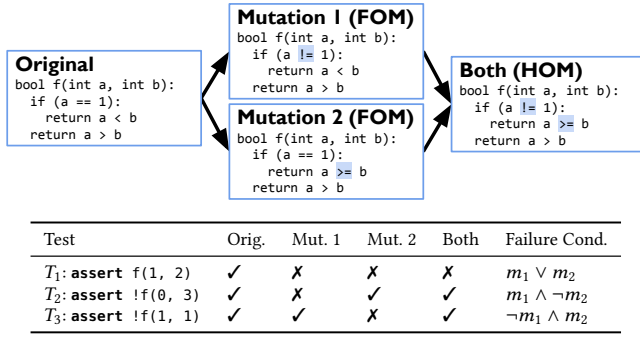 Original
bool f(int a, int b):
if (a == 1):
return a < b
return a > b
Mutation 1 (FOM)
bool f(int a, int b):
if (a != 1):
return a < b
return a > b
Mutation 2 (FOM)
bool f(int a, int b):
if (a == 1):
return a >= b
return a > b
Both (HOM)
bool f(int a, int b):
if (a != 1):
return a >= b
return a > b
Test Orig. Mut. 1 Mut. 2 Both Failure Cond.
T₁: assert f(1, 2) ✓ ✗ ✗ ✗ m₁ ∨ m₂
T₂: assert !f(0, 3) ✓ ✗ ✓ ✓ m₁ ∧ ¬m₂
T₃: assert !f(1, 1) ✓ ✓ ✗ ✓ ¬m₁ ∧ m₂